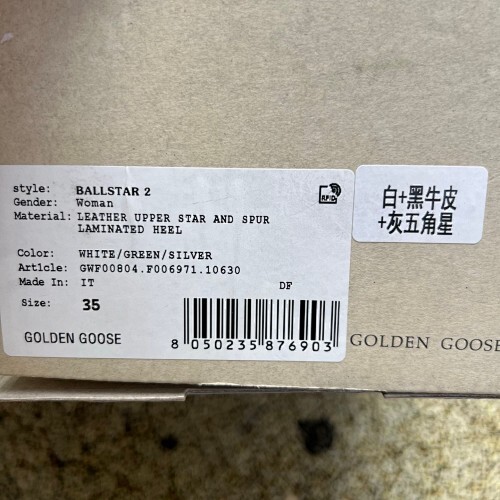 style: BALLSTAR 2
Gender: Woman
Material: LEATHER UPPER STAR AND SPUR
LAMINATED HEEL
Color: WHITE/GREEN/SILVER
Art1cle: GWF00804.F006971.10630
Made In: IT
DF
Size: 35
GOLDEN GOOSE
8 050235 876903
RFID
白+黑牛皮
+灰五角星
GOLDEN GOOSE